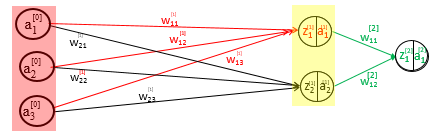 a₁^[0]
w₁₁^[1]
z₁^[1] a₁^[1]
w₂₁^[1]
w₁₂^[1]
w₁₁^[2]
a₂^[0]
w₁₃^[1]
z₁^[2] a₁^[2]
w₂₂^[1]
w₁₂^[2]
z₂^[1] a₂^[1]
w₂₃^[1]
a₃^[0]